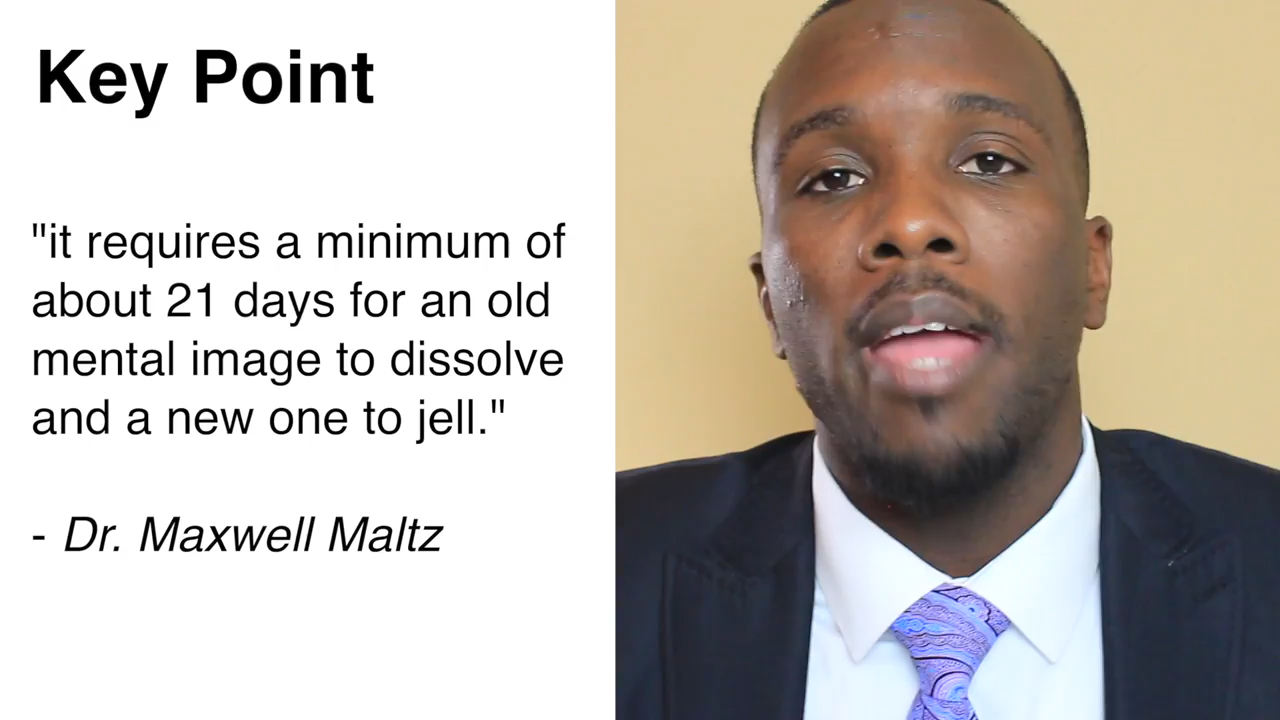 Key Point
"it requires a minimum of
about 21 days for an old
mental image to dissolve
and a new one to jell."
- Dr. Maxwell Maltz